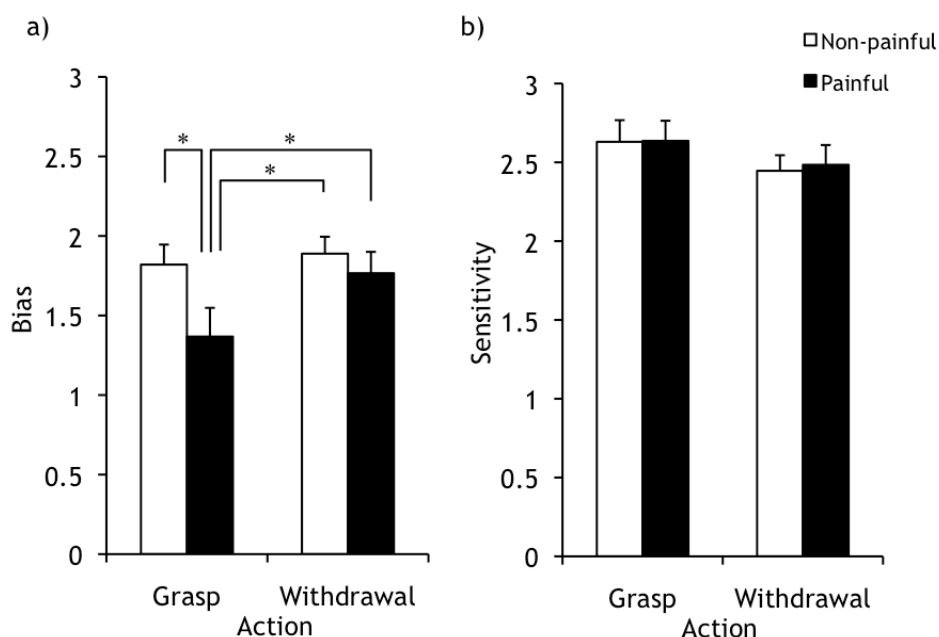 a)
3
2.5
2
1.5
1
0.5
0
Bias
* *
*
Grasp Withdrawal
Action
b)
Non-painful
Painful
3
2.5
2
1.5
1
0.5
0
Sensitivity
Grasp Withdrawal
Action